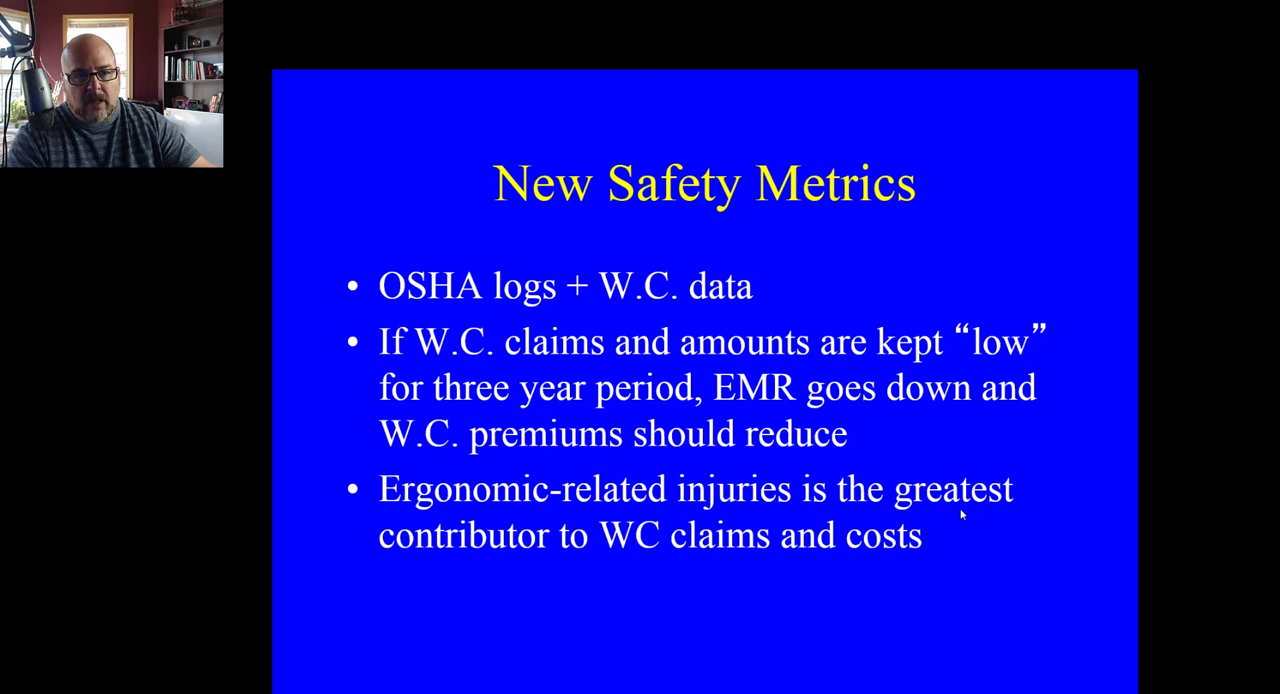 New Safety Metrics
• OSHA logs + W.C. data
• If W.C. claims and amounts are kept “low”
for three year period, EMR goes down and
W.C. premiums should reduce
• Ergonomic-related injuries is the greatest
contributor to WC claims and costs